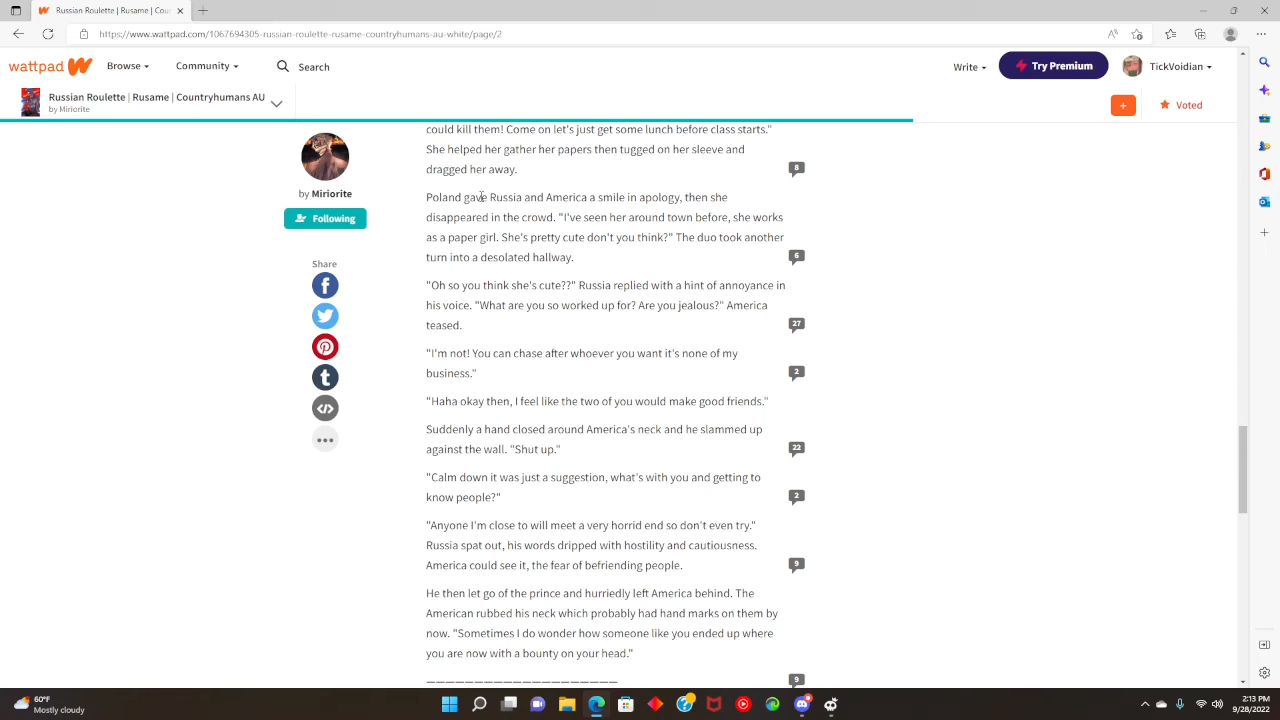 Russian Roulette | Rusame | Cou
https://www.wattpad.com/1067694305-russian-roulette-rusame-countryhumans-au-white/page/2
wattpad
Browse
Community
Search
Write
Try Premium
TickVoidian
Russian Roulette | Rusame | Countryhumans AU
by Miriorite
+
Voted
could kill them! Come on let's just get some lunch before class starts."
She helped her gather her papers then tugged on her sleeve and
dragged her away.
8
by Miriorite
Following
Share
Poland gave Russia and America a smile in apology, then she
disappeared in the crowd. "I've seen her around town before, she works
as a paper girl. She's pretty cute don't you think?" The duo took another
turn into a desolated hallway.
6
"Oh so you think she's cute??" Russia replied with a hint of annoyance in
his voice. "What are you so worked up for? Are you jealous?" America
teased.
27
"I'm not! You can chase after whoever you want it's none of my
business."
2
"Haha okay then, I feel like the two of you would make good friends."
Suddenly a hand closed around America's neck and he slammed up
against the wall. "Shut up."
22
"Calm down it was just a suggestion, what's with you and getting to
know people?"
2
"Anyone I'm close to will meet a very horrid end so don't even try."
Russia spat out, his words dripped with hostility and cautiousness.
America could see it, the fear of befriending people.
9
He then let go of the prince and hurriedly left America behind. The
American rubbed his neck which probably had hand marks on them by
now. "Sometimes I do wonder how someone like you ended up where
you are now with a bounty on your head."
____________________
9
60°F
Mostly cloudy
2:13 PM
9/28/2022